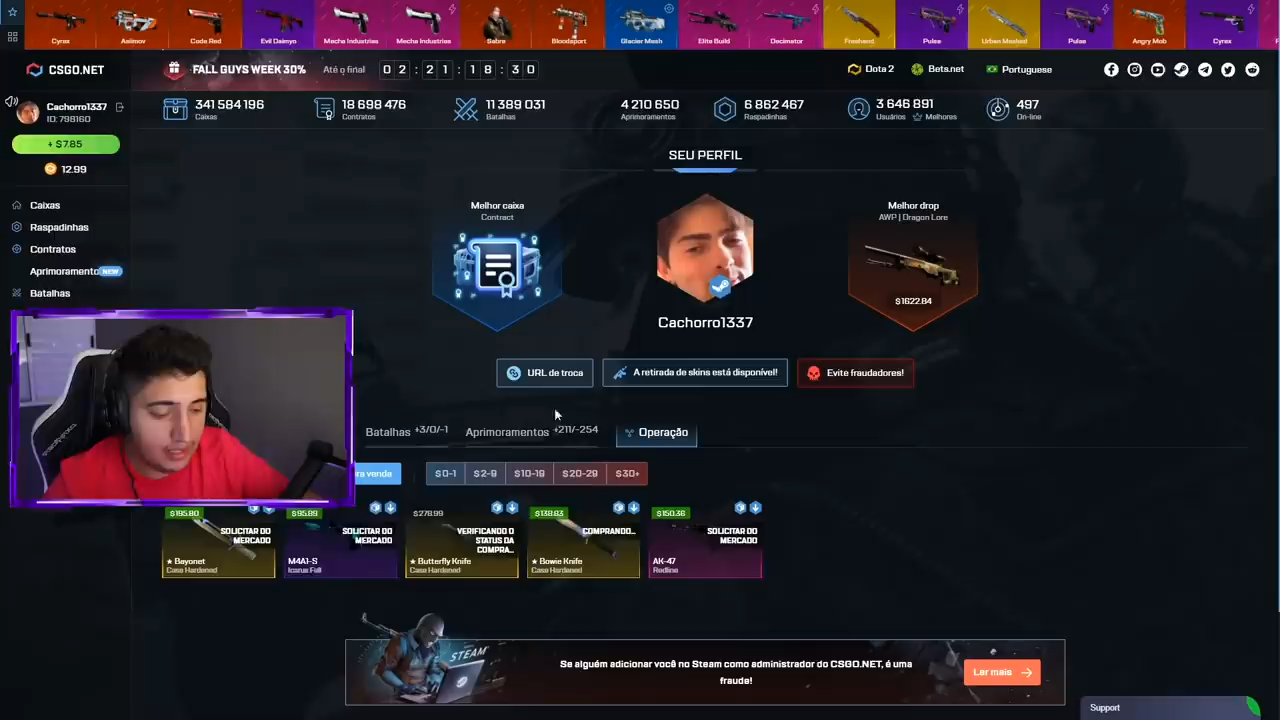 Cyrex
Asiimov
Code Red
Evil Daimyo
Mecha Industries
Mecha Industries
Sabre
Bloodsport
Glacier Mesh
Elite Build
Decimator
Freehand
Pulse
Urban Masked
Pulse
Angry Mob
Cyrex
CSGO.NET
FALL GUYS WEEK 30%
Até o final
0 2 : 2 1 : 1 8 : 3 0
Dota 2
Bets.net
Portuguese
Cachorro1337
ID: 798160
+ $7.85
12.99
341 584 196
Caixas
18 698 476
Contratos
11 389 031
Batalhas
4 210 650
Aprimoramentos
6 862 467
Raspadinhas
3 646 891
Usuários
Melhores
497
On-line
Caixas
Raspadinhas
Contratos
Aprimoramento NEW
Batalhas
SEU PERFIL
Melhor caixa
Contract
Cachorro1337
Melhor drop
AWP | Dragon Lore
$1622.84
URL de troca
A retirada de skins está disponível!
Evite fraudadores!
Batalhas +3/0/-1
Aprimoramentos +211/-254
Operação
ra venda
$0-1
$2-9
$10-19
$20-29
$30+
$195.80
SOLICITAR DO
MERCADO
★ Bayonet
Case Hardened
$95.89
SOLICITAR DO
MERCADO
M4A1-S
Icarus Fell
$278.99
VERIFICANDO O
STATUS DA
COMPRA...
★ Butterfly Knife
Case Hardened
$138.83
COMPRANDO...
★ Bowie Knife
Case Hardened
$150.36
SOLICITAR DO
MERCADO
AK-47
Redline
STEAM
Se alguém adicionar você no Steam como administrador do CSGO.NET, é uma
fraude!
Ler mais
Support